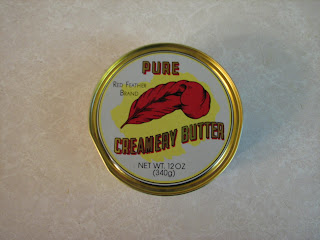 PURE
RED FEATHER
BRAND
CREAMERY BUTTER
NET WT. 12 OZ
(340g)